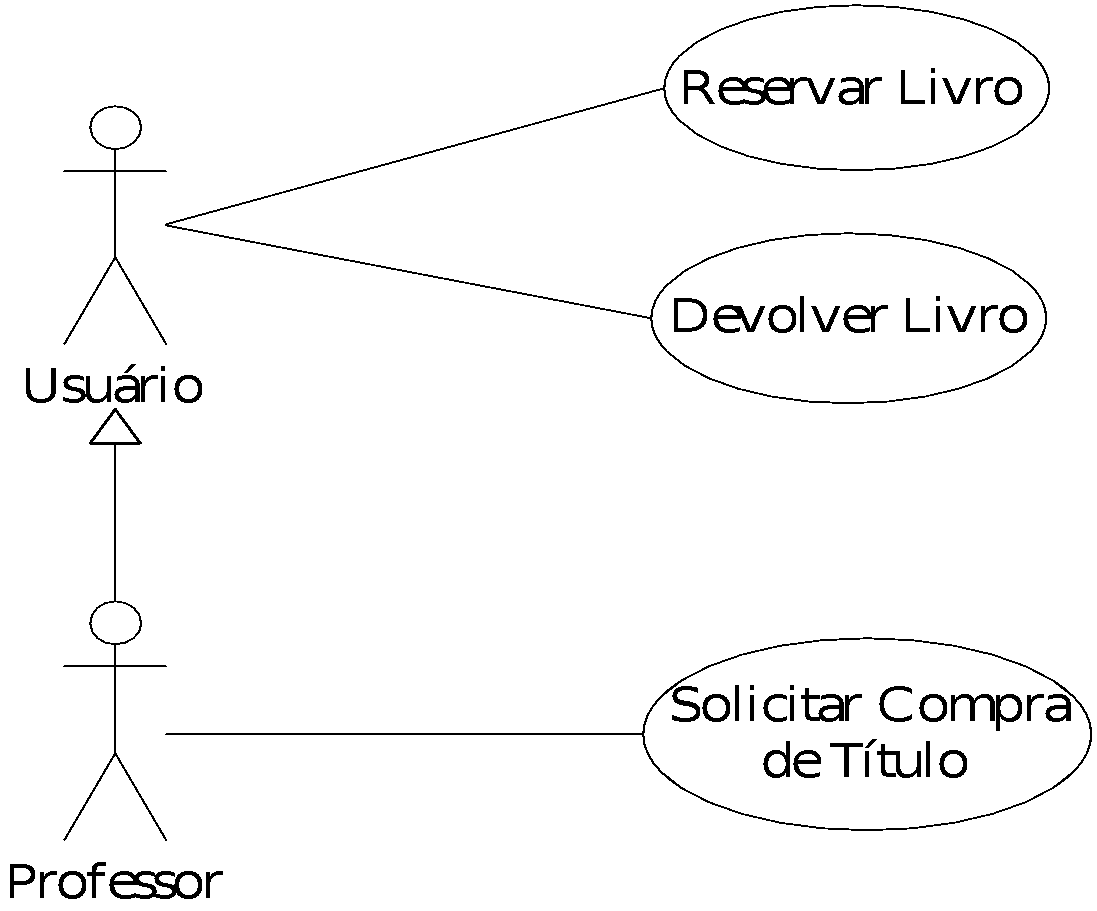 Reservar Livro
Devolver Livro
Usuário
Solicitar Compra
de Título
Professor